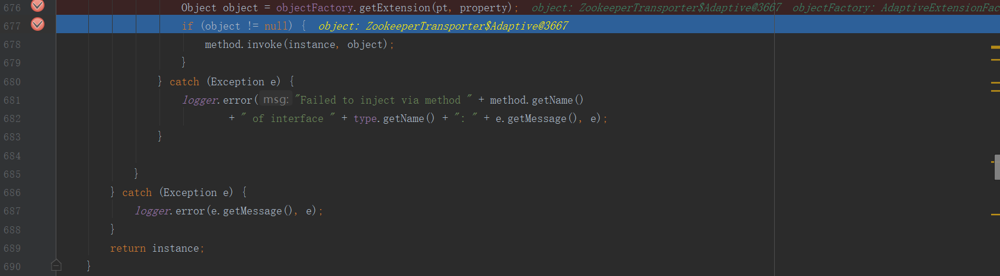 676 Object object = objectFactory.getExtension(pt, property); object: ZookeeperTransporter$Adaptive@3667 objectFactory: AdaptiveExtensionFac
677 if (object != null) { object: ZookeeperTransporter$Adaptive@3667
678 method.invoke(instance, object);
679 }
680 } catch (Exception e) {
681 logger.error( msg: "Failed to inject via method " + method.getName()
682 + " of interface " + type.getName() + ": " + e.getMessage(), e);
683 }
684
685 }
686 } catch (Exception e) {
687 logger.error(e.getMessage(), e);
688 }
689 return instance;
690 }